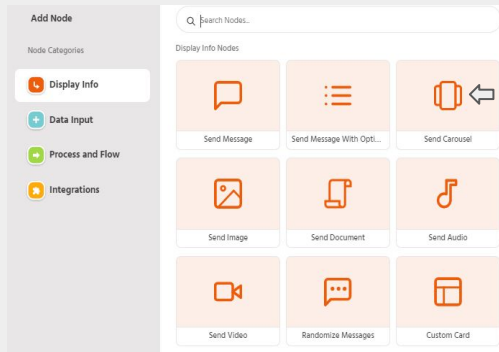 Add Node
Search Nodes...
Node Categories
Display Info Nodes
Display Info
Data Input
Process and Flow
Integrations
Send Message
Send Message With Opti...
Send Carousel
Send Image
Send Document
Send Audio
Send Video
Randomize Messages
Custom Card